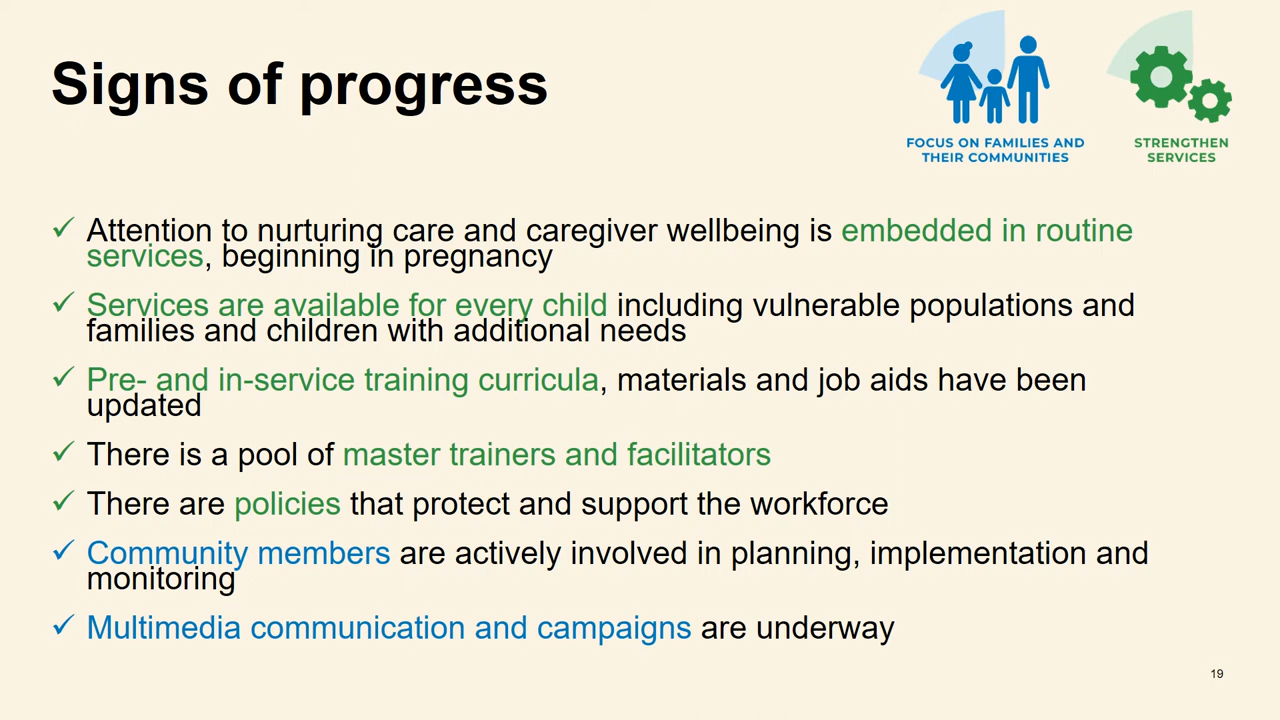 Signs of progress
FOCUS ON FAMILIES AND
THEIR COMMUNITIES
STRENGTHEN
SERVICES
Attention to nurturing care and caregiver wellbeing is embedded in routine
services, beginning in pregnancy
Services are available for every child including vulnerable populations and
families and children with additional needs
Pre- and in-service training curricula, materials and job aids have been
updated
There is a pool of master trainers and facilitators
There are policies that protect and support the workforce
Community members are actively involved in planning, implementation and
monitoring
Multimedia communication and campaigns are underway
19